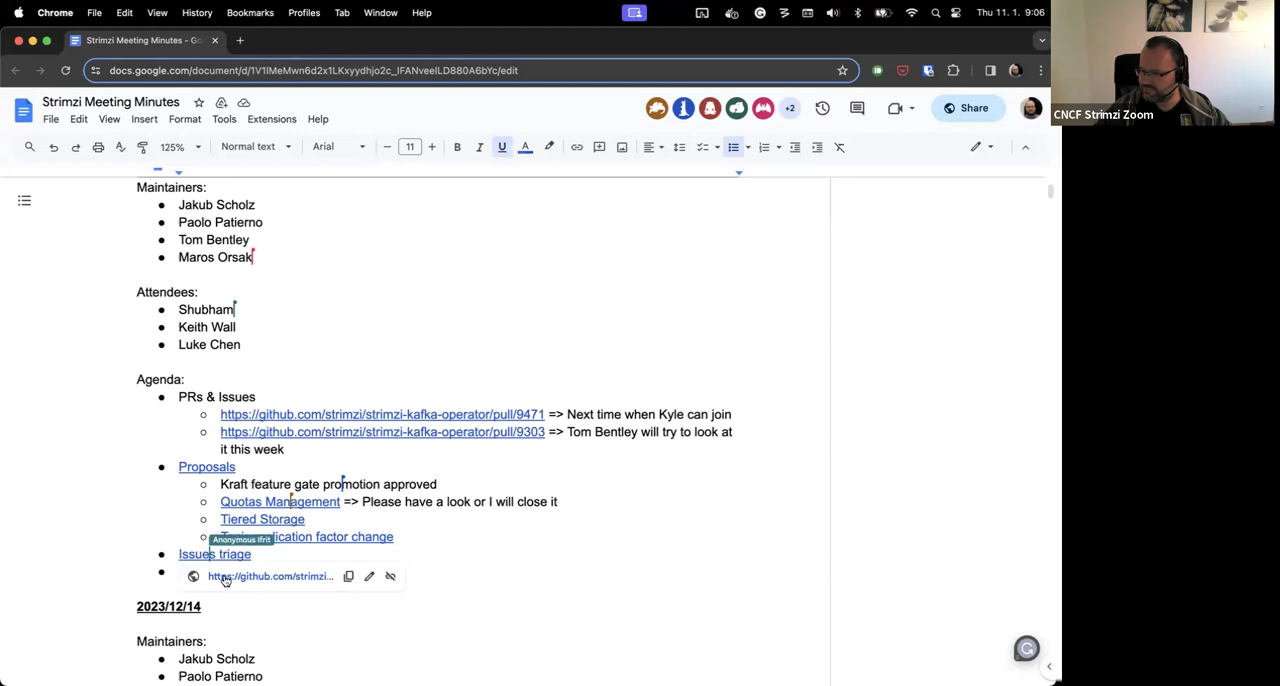 Chrome File Edit View History Bookmarks Profiles Tab Window Help Thu 11. 1. 9:06
Strimzi Meeting Minutes - Go
docs.google.com/document/d/1V1lMeMwn6d2x1LKxyydhjo2c_IFANveelLD880A6bYc/edit
Strimzi Meeting Minutes
File Edit View Insert Format Tools Extensions Help
+2
Share
CNCF Strimzi Zoom
125% Normal text Arial 11 B I U A
Maintainers:
● Jakub Scholz
● Paolo Patierno
● Tom Bentley
● Maros Orsak
Attendees:
● Shubham
● Keith Wall
● Luke Chen
Agenda:
● PRs & Issues
○ https://github.com/strimzi/strimzi-kafka-operator/pull/9471 => Next time when Kyle can join
○ https://github.com/strimzi/strimzi-kafka-operator/pull/9303 => Tom Bentley will try to look at
it this week
● Proposals
○ Kraft feature gate promotion approved
○ Quotas Management => Please have a look or I will close it
○ Tiered Storage
○ factor change
Anonymous Ifrit
● Issues triage
● https://github.com/strimzi...
2023/12/14
Maintainers:
● Jakub Scholz
● Paolo Patierno